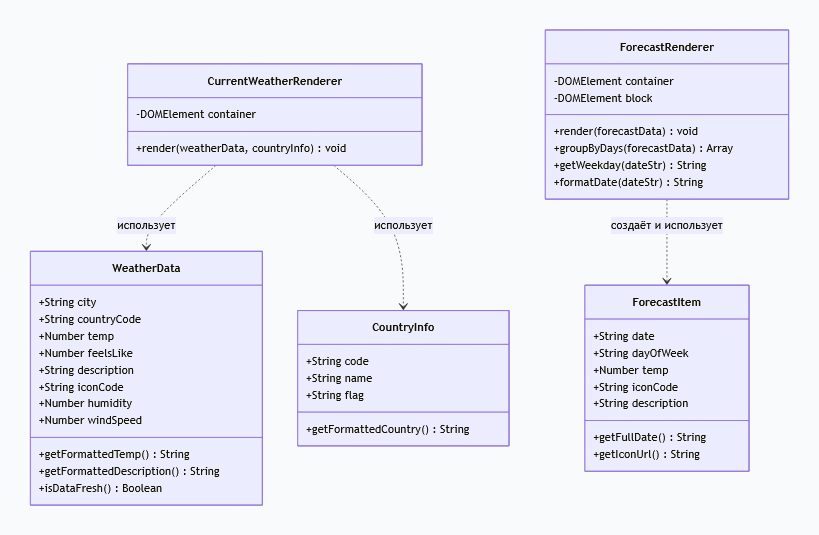 CurrentWeatherRenderer
-DOMElement container
+render(weatherData, countryInfo) : void
ForecastRenderer
-DOMElement container
-DOMElement block
+render(forecastData) : void
+groupByDays(forecastData) : Array
+getWeekday(dateStr) : String
+formatDate(dateStr) : String
использует
использует
создаёт и использует
WeatherData
+String city
+String countryCode
+Number temp
+Number feelsLike
+String description
+String iconCode
+Number humidity
+Number windSpeed
+getFormattedTemp() : String
+getFormattedDescription() : String
+isDataFresh() : Boolean
CountryInfo
+String code
+String name
+String flag
+getFormattedCountry() : String
ForecastItem
+String date
+String dayOfWeek
+Number temp
+String iconCode
+String description
+getFullDate() : String
+getIconUrl() : String